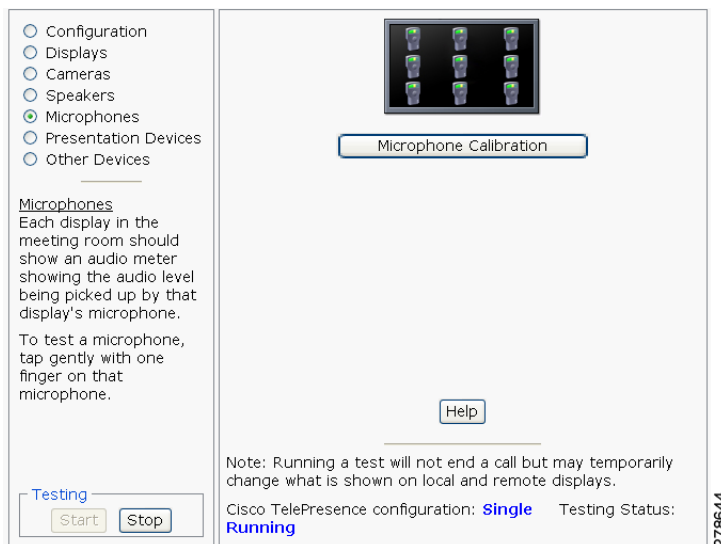 Configuration
Displays
Cameras
Speakers
Microphones
Presentation Devices
Other Devices
Microphones
Each display in the
meeting room should
show an audio meter
showing the audio level
being picked up by that
display's microphone.
To test a microphone,
tap gently with one
finger on that
microphone.
Testing
Start
Stop
Microphone Calibration
Help
Note: Running a test will not end a call but may temporarily
change what is shown on local and remote displays.
Cisco TelePresence configuration: Single Testing Status:
Running
278644